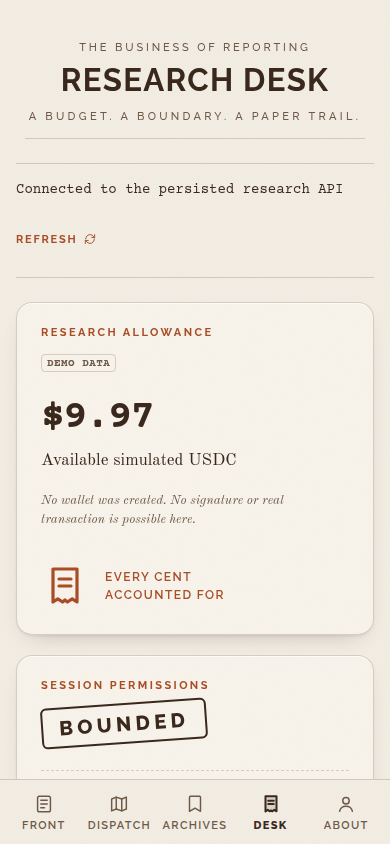 THE BUSINESS OF REPORTING
RESEARCH DESK
A BUDGET. A BOUNDARY. A PAPER TRAIL.
Connected to the persisted research API
REFRESH
RESEARCH ALLOWANCE
DEMO DATA
$9.97
Available simulated USDC
No wallet was created. No signature or real
transaction is possible here.
EVERY CENT
ACCOUNTED FOR
SESSION PERMISSIONS
BOUNDED
FRONT DISPATCH ARCHIVES DESK ABOUT